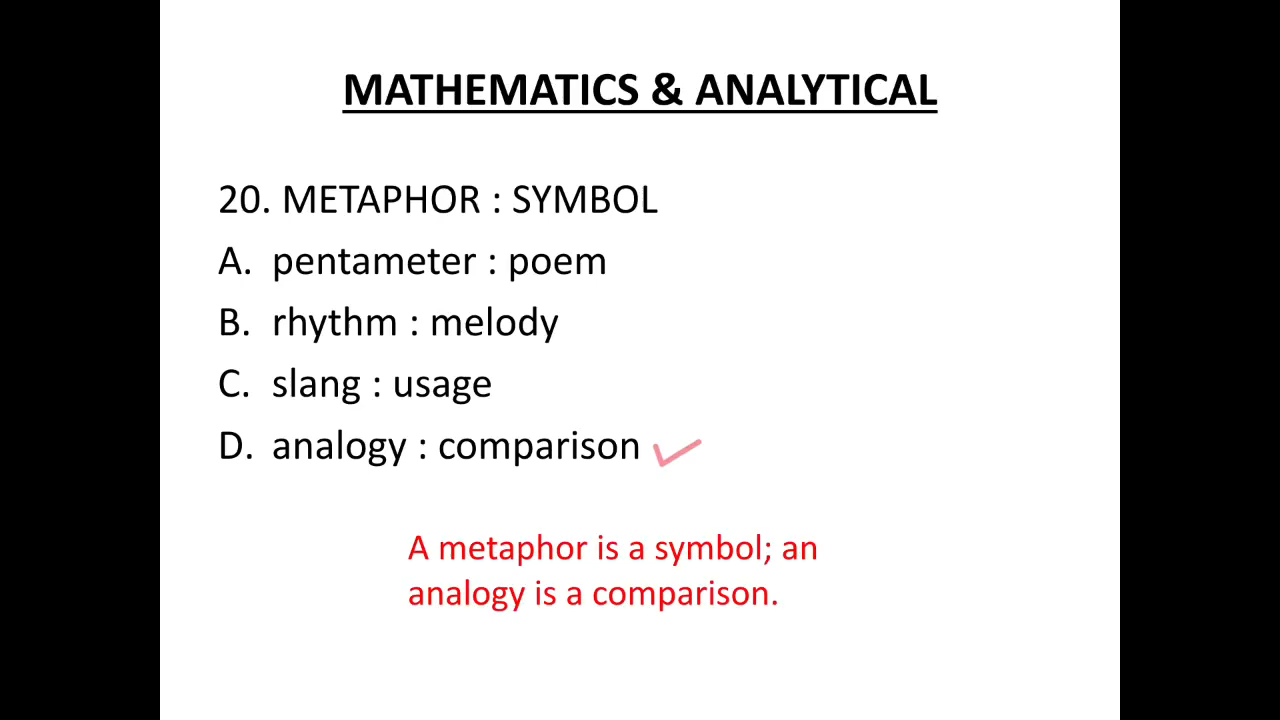 MATHEMATICS & ANALYTICAL
20. METAPHOR : SYMBOL
A. pentameter : poem
B. rhythm : melody
C. slang : usage
D. analogy : comparison
A metaphor is a symbol; an
analogy is a comparison.